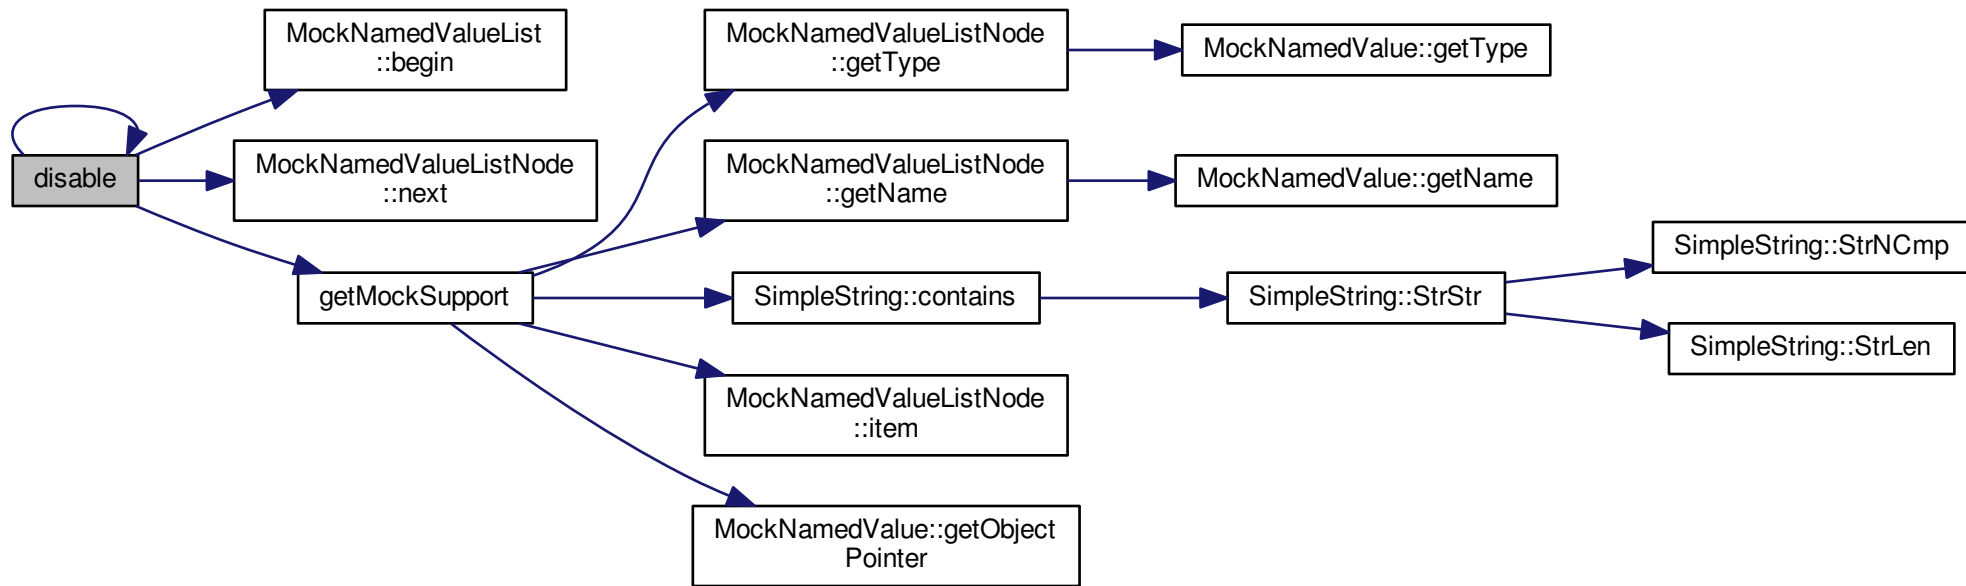 disable
MockNamedValueList
::begin
MockNamedValueListNode
::next
getMockSupport
MockNamedValueListNode
::getType
MockNamedValueListNode
::getName
SimpleString::contains
MockNamedValueListNode
::item
MockNamedValue::getObject
Pointer
MockNamedValue::getType
MockNamedValue::getName
SimpleString::StrStr
SimpleString::StrNCmp
SimpleString::StrLen